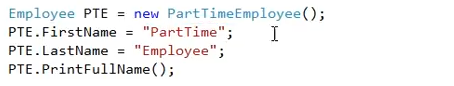 Employee PTE = new PartTimeEmployee();
PTE.FirstName = "PartTime";
PTE.LastName = "Employee";
PTE.PrintFullName();